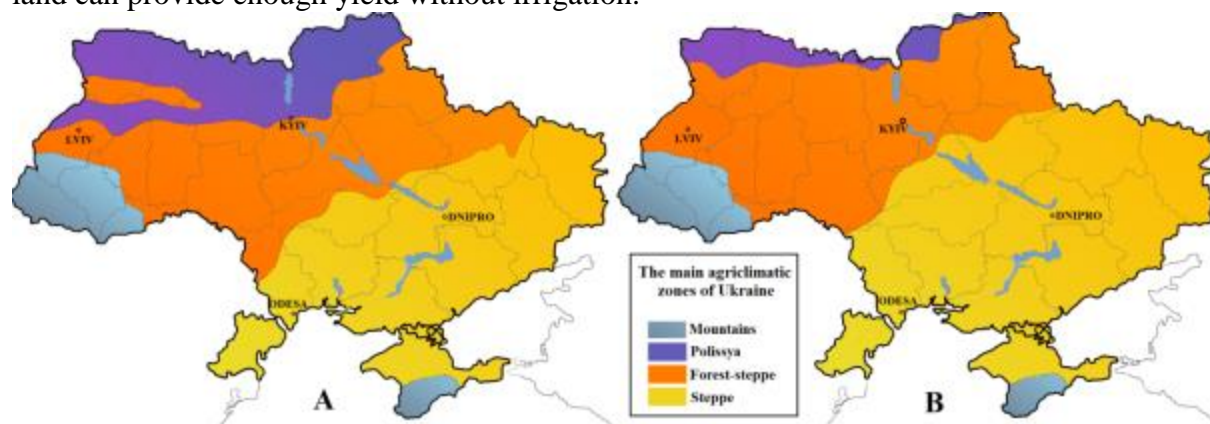 land can provide enough yield without irrigation.
LVIV
KYIV
DNIPRO
ODESA
A
LVIV
KYIV
DNIPRO
ODESA
B
The main agriclimatic
zones of Ukraine
Mountains
Polissya
Forest-steppe
Steppe